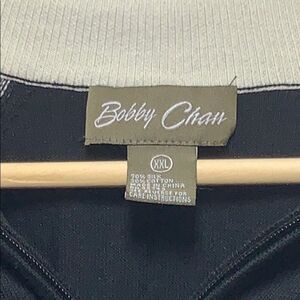 Bobby Chan
XXL
70% SILK
30% COTTON
MADE IN CHINA
SEE REVERSE FOR
CARE INSTRUCTIONS